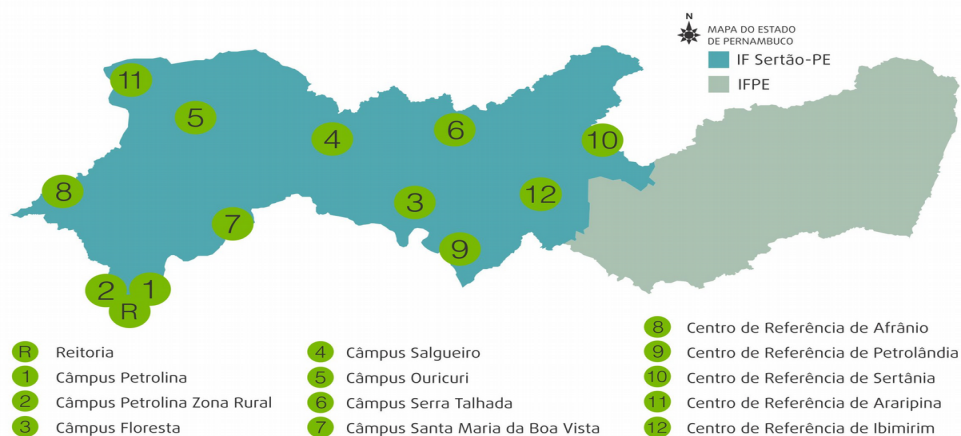 N
MAPA DO ESTADO
DE PERNAMBUCO
IF Sertão-PE
IFPE
11
5
4
6
10
8
3
12
7
9
2
1
R
R Reitoria
1 Câmpus Petrolina
2 Câmpus Petrolina Zona Rural
3 Câmpus Floresta
4 Câmpus Salgueiro
5 Câmpus Ouricuri
6 Câmpus Serra Talhada
7 Câmpus Santa Maria da Boa Vista
8 Centro de Referência de Afrânio
9 Centro de Referência de Petrolândia
10 Centro de Referência de Sertânia
11 Centro de Referência de Araripina
12 Centro de Referência de Ibimirim